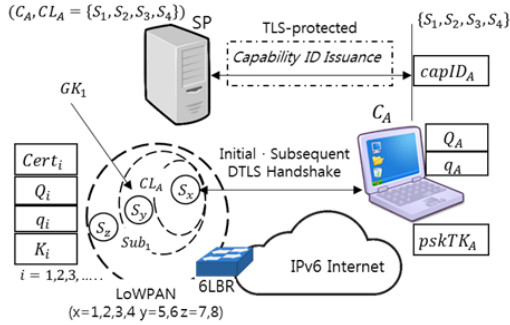 (C_A, CL_A = {S_1, S_2, S_3, S_4})
SP
TLS-protected
Capability ID Issuance
{S_1, S_2, S_3, S_4}
capID_A
GK_1
C_A
Q_A
q_A
Initial · Subsequent
DTLS Handshake
Cert_i
Q_i
q_i
K_i
i = 1,2,3, .....
CL_A
S_x
S_y
S_z
Sub_1
pskTK_A
6LBR
IPv6 Internet
LoWPAN
(x=1,2,3,4 y=5,6 z=7,8)